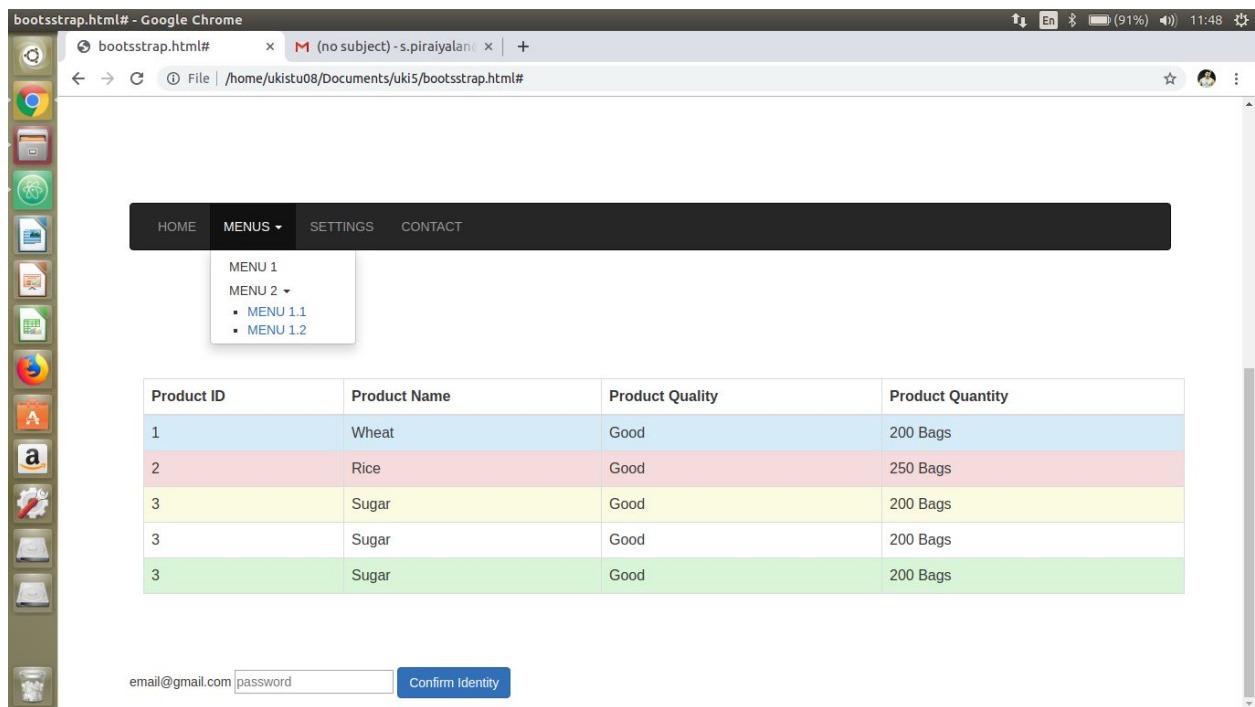 bootsstrap.html# - Google Chrome En (91%) 11:48
bootsstrap.html# × (no subject) - s.piraiyaland × +
File | /home/ukistu08/Documents/uki5/bootsstrap.html#
HOME MENUS SETTINGS CONTACT
MENU 1
MENU 2
MENU 1.1
MENU 1.2
Product ID Product Name Product Quality Product Quantity
1 Wheat Good 200 Bags
2 Rice Good 250 Bags
3 Sugar Good 200 Bags
3 Sugar Good 200 Bags
3 Sugar Good 200 Bags
email@gmail.com password Confirm Identity